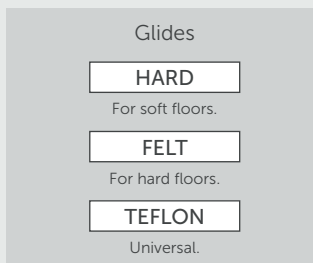 Glides
HARD
For soft floors.
FELT
For hard floors.
TEFLON
Universal.